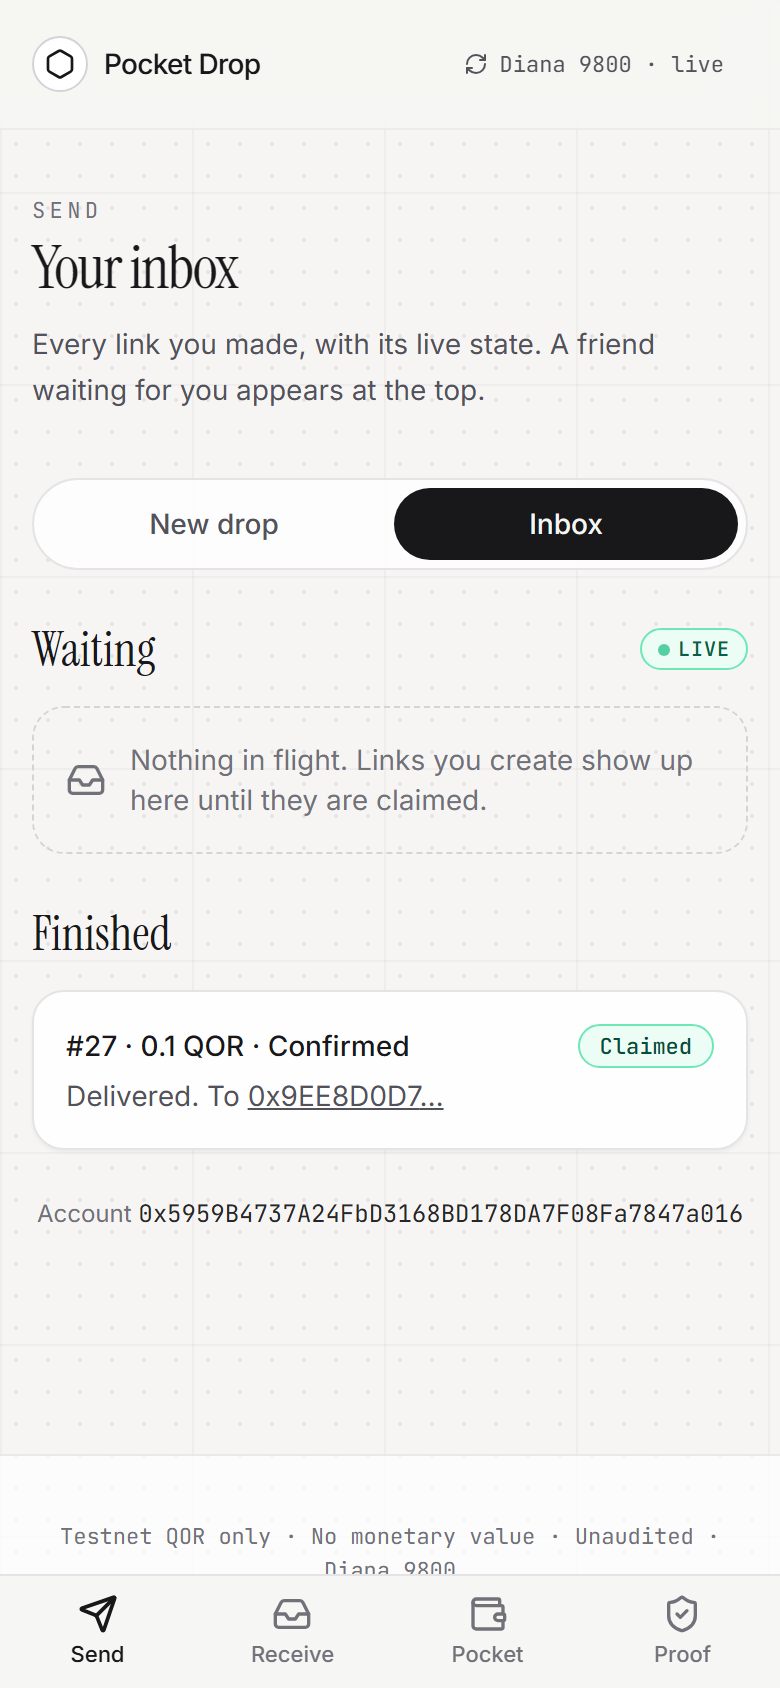 Pocket Drop
Diana 9800 · live
SEND
Your inbox
Every link you made, with its live state. A friend
waiting for you appears at the top.
New drop
Inbox
Waiting
LIVE
Nothing in flight. Links you create show up
here until they are claimed.
Finished
#27 · 0.1 QOR · Confirmed
Claimed
Delivered. To 0x9EE8D0D7...
Account 0x5959B4737A24FbD3168BD178DA7F08Fa7847a016
Testnet QOR only · No monetary value · Unaudited ·
Diana 9800
Send
Receive
Pocket
Proof